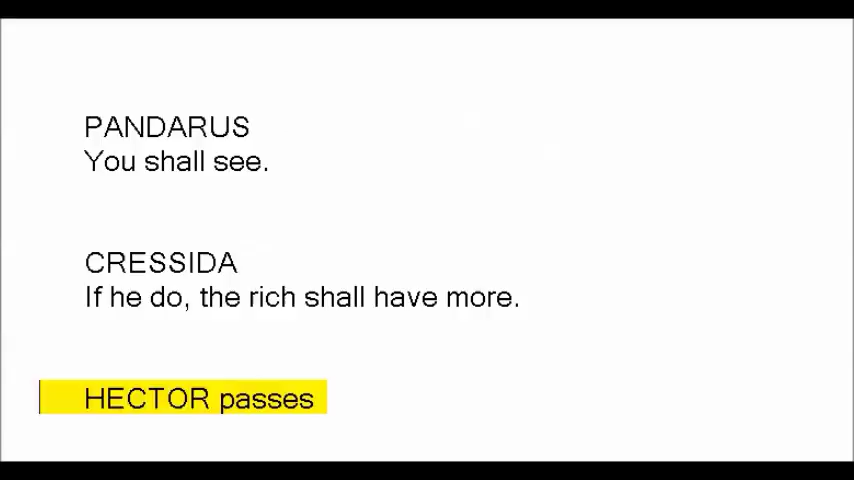 PANDARUS
You shall see.
CRESSIDA
If he do, the rich shall have more.
HECTOR passes